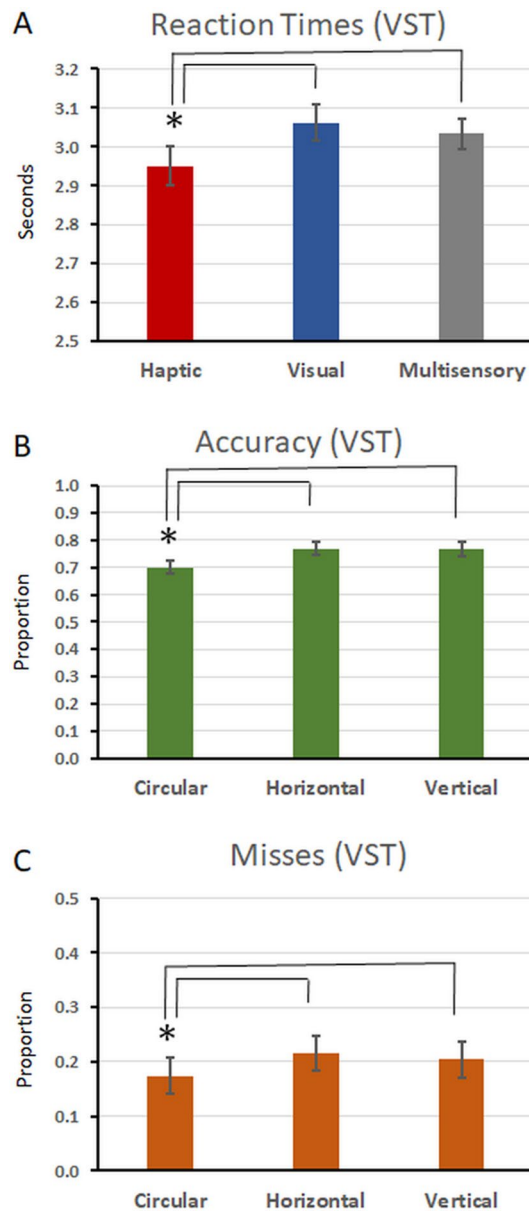 A
Reaction Times (VST)
3.2
3.1
3.0
2.9
2.8
2.7
2.6
2.5
Seconds
*
Haptic Visual Multisensory
B
Accuracy (VST)
1.0
0.9
0.8
0.7
0.6
0.5
0.4
0.3
0.2
0.1
0.0
Proportion
*
Circular Horizontal Vertical
C
Misses (VST)
0.5
0.4
0.3
0.2
0.1
0.0
Proportion
*
Circular Horizontal Vertical